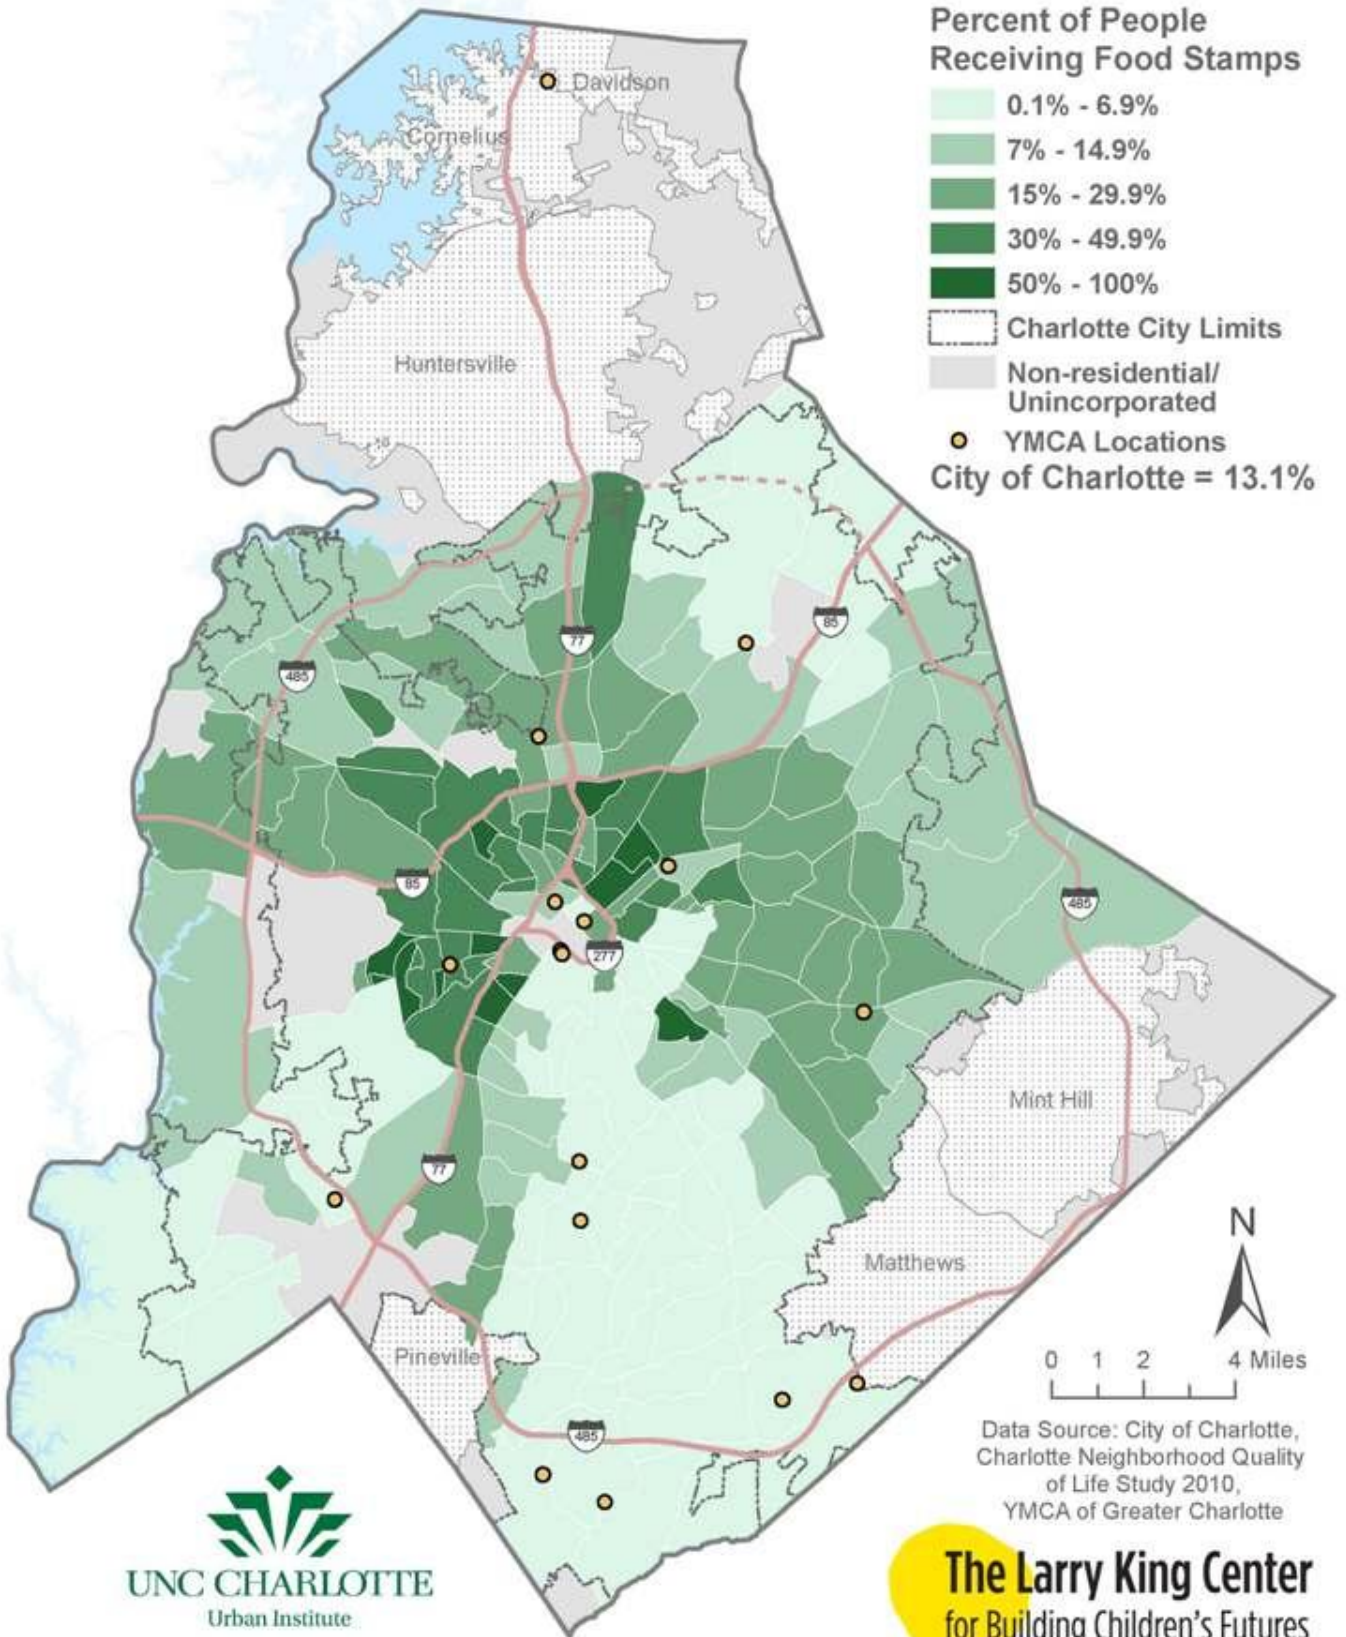 Percent of People
Receiving Food Stamps
0.1% - 6.9%
7% - 14.9%
15% - 29.9%
30% - 49.9%
50% - 100%
Charlotte City Limits
Non-residential/
Unincorporated
YMCA Locations
City of Charlotte = 13.1%
Davidson
Cornelius
Huntersville
77
85
485
85
277
485
Mint Hill
77
Matthews
Pineville
485
N
0 1 2 4 Miles
Data Source: City of Charlotte,
Charlotte Neighborhood Quality
of Life Study 2010,
YMCA of Greater Charlotte
UNC CHARLOTTE
Urban Institute
The Larry King Center
for Building Children's Futures